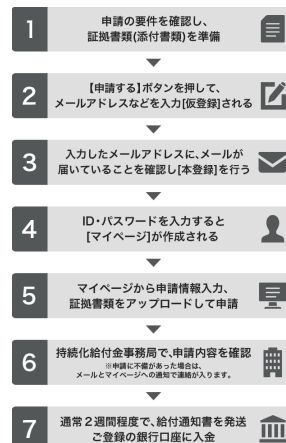 1
申請の要件を確認し、
証拠書類(添付書類)を準備
2
【申請する】ボタンを押して、
メールアドレスなどを入力[仮登録]される
3
入力したメールアドレスに、メールが
届いていることを確認し[本登録]を行う
4
ID・パスワードを入力すると
[マイページ]が作成される
5
マイページから申請情報入力、
証拠書類をアップロードして申請
6
持続化給付金事務局で、申請内容を確認
※申請に不備があった場合は、
メールとマイページへの通知で連絡が入ります。
7
通常２週間程度で、給付通知書を発送
ご登録の銀行口座に入金